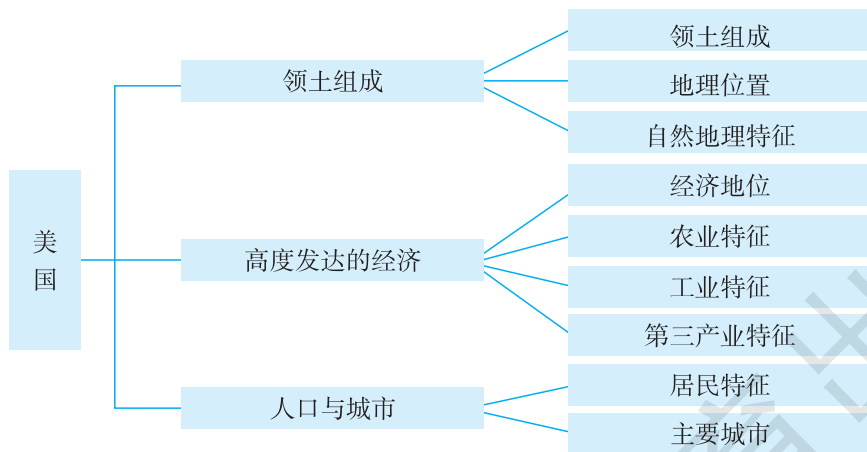 美国
领土组成
领土组成
地理位置
自然地理特征
高度发达的经济
经济地位
农业特征
工业特征
第三产业特征
人口与城市
居民特征
主要城市